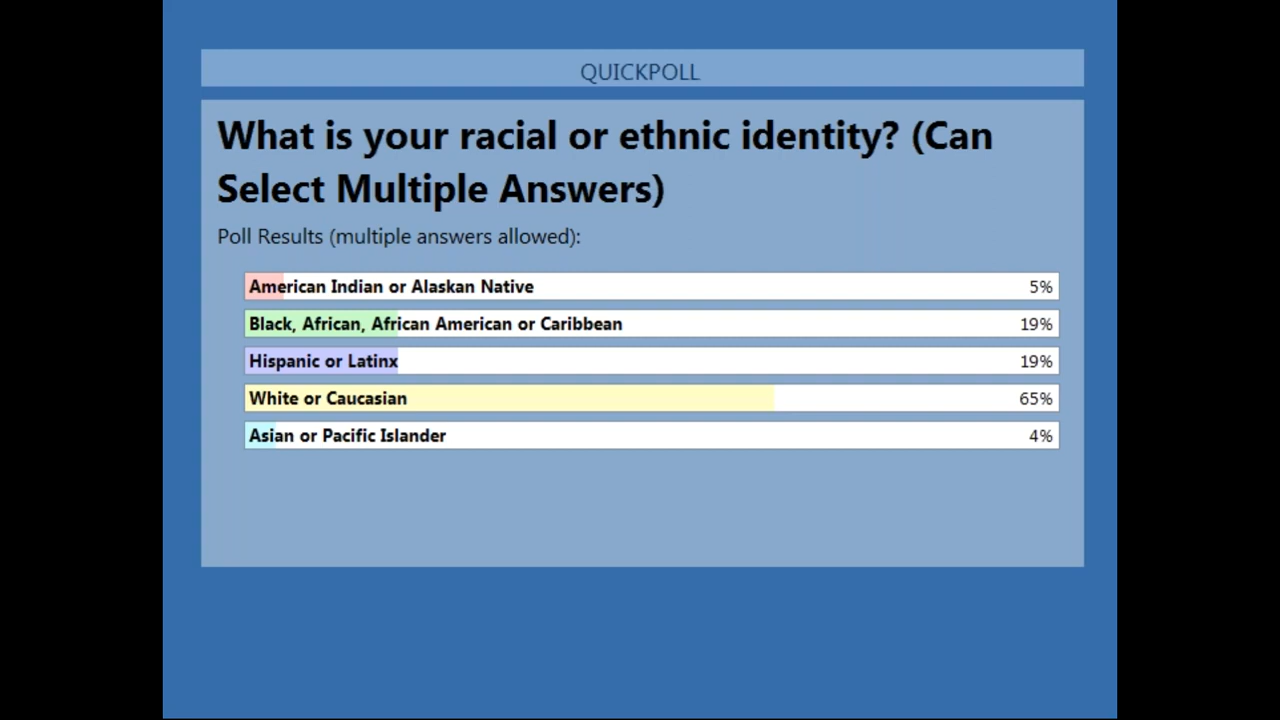 QUICKPOLL
What is your racial or ethnic identity? (Can
Select Multiple Answers)
Poll Results (multiple answers allowed):
American Indian or Alaskan Native 5%
Black, African, African American or Caribbean 19%
Hispanic or Latinx 19%
White or Caucasian 65%
Asian or Pacific Islander 4%